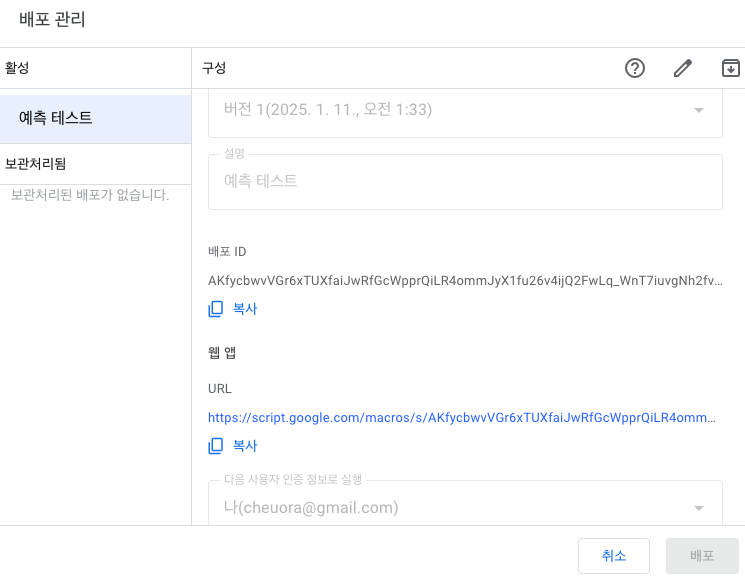 배포 관리
활성
예측 테스트
보관처리됨
보관처리된 배포가 없습니다.
구성
버전 1(2025. 1. 11., 오전 1:33)
설명
예측 테스트
배포 ID
AKfycbwvVGr6xTUXfaiJwRfGcWpprQiLR4ommJyX1fu26v4ijQ2FwLq_WnT7iuvgNh2fv...
복사
웹 앱
URL
https://script.google.com/macros/s/AKfycbwvVGr6xTUXfaiJwRfGcWpprQiLR4omm...
복사
다음 사용자 인증 정보로 실행
나(cheuora@gmail.com)
취소
배포